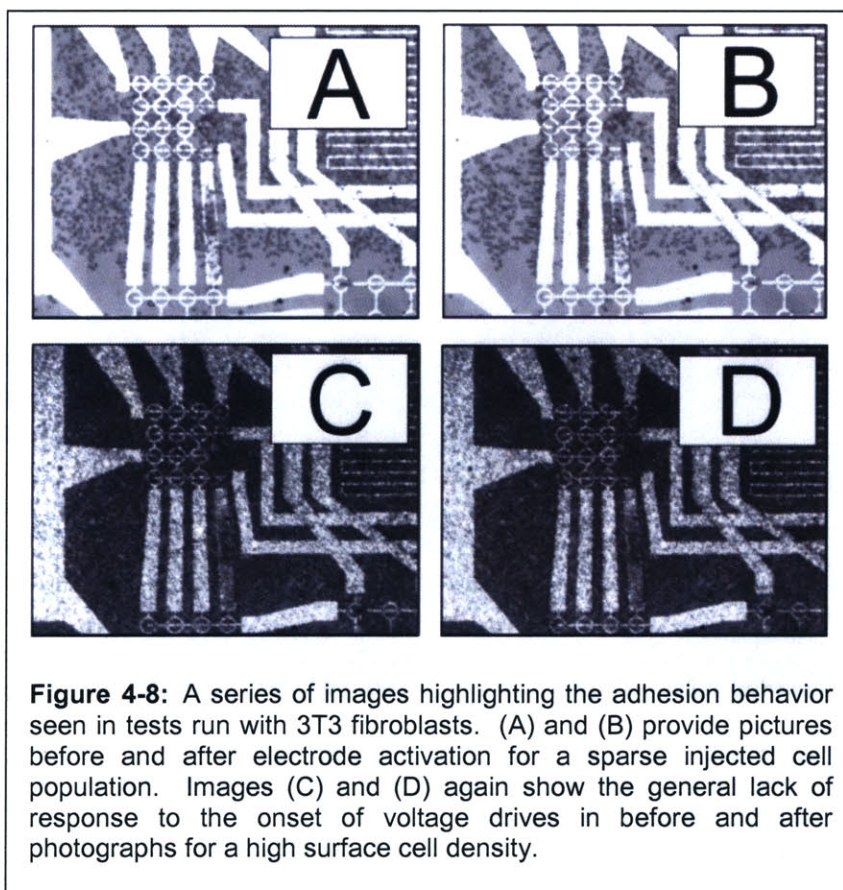 A
B
C
D
Figure 4-8: A series of images highlighting the adhesion behavior
seen in tests run with 3T3 fibroblasts. (A) and (B) provide pictures
before and after electrode activation for a sparse injected cell
population. Images (C) and (D) again show the general lack of
response to the onset of voltage drives in before and after
photographs for a high surface cell density.